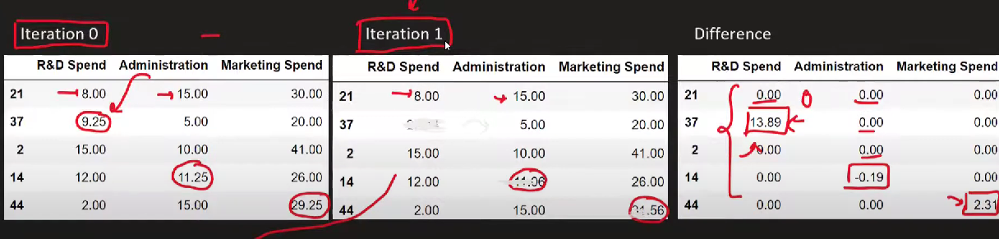 Iteration 0
Iteration 1
Difference
R&D Spend Administration Marketing Spend
21 8.00 15.00 30.00
37 9.25 5.00 20.00
2 15.00 10.00 41.00
14 12.00 11.25 26.00
44 2.00 15.00 29.25
R&D Spend Administration Marketing Spend
21 8.00 15.00 30.00
37 5.00 20.00
2 15.00 10.00 41.00
14 12.00 11.06 26.00
44 2.00 15.00 31.56
R&D Spend Administration Marketing Spend
21 0.00 0 0.00 0.00
37 13.89 0.00 0.00
2 0.00 0.00 0.00
14 0.00 -0.19 0.00
44 0.00 0.00 2.31